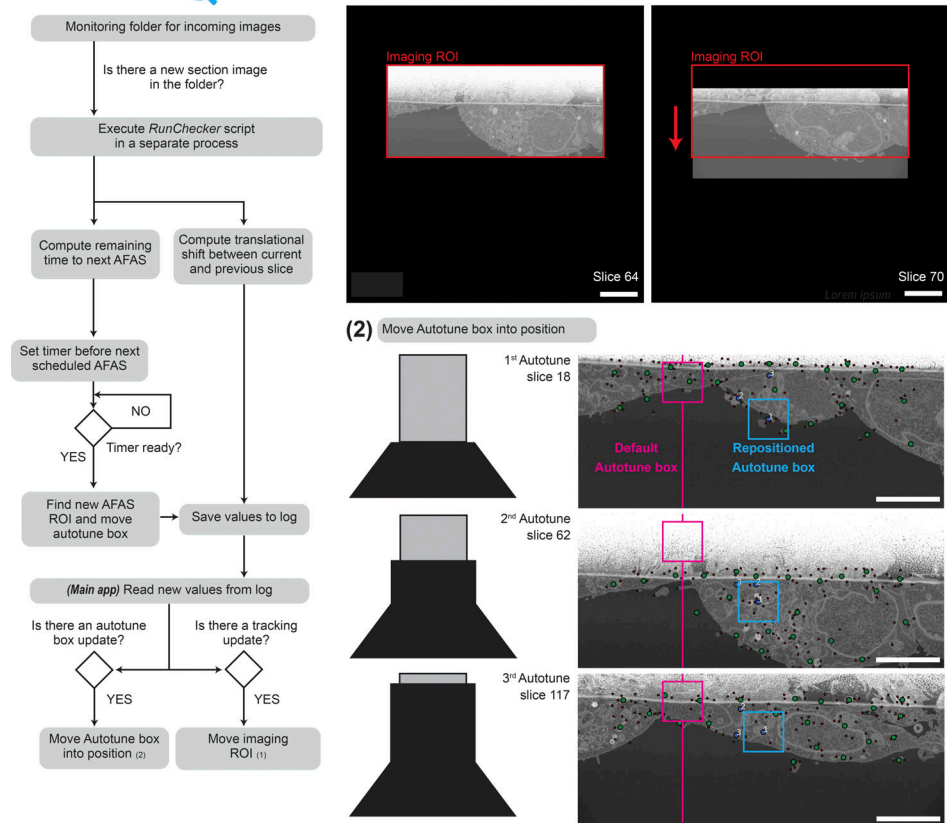 Monitoring folder for incoming images
Is there a new section image
in the folder?
Execute RunChecker script
in a separate process
Compute remaining
time to next AFAS
Compute translational
shift between current
and previous slice
Set timer before next
scheduled AFAS
NO
Timer ready?
YES
Find new AFAS
ROI and move
autotune box
Save values to log
(Main app) Read new values from log
Is there an autotune
box update?
Is there a tracking
update?
YES
YES
Move Autotune box
into position (2)
Move imaging
ROI (1)
Imaging ROI
Slice 64
Imaging ROI
Slice 70
Lorem ipsum
(2) Move Autotune box into position
1st Autotune
slice 18
3
2
1
Default
Autotune box
Repositioned
Autotune box
2nd Autotune
slice 62
3
3rd Autotune
slice 117
2
3